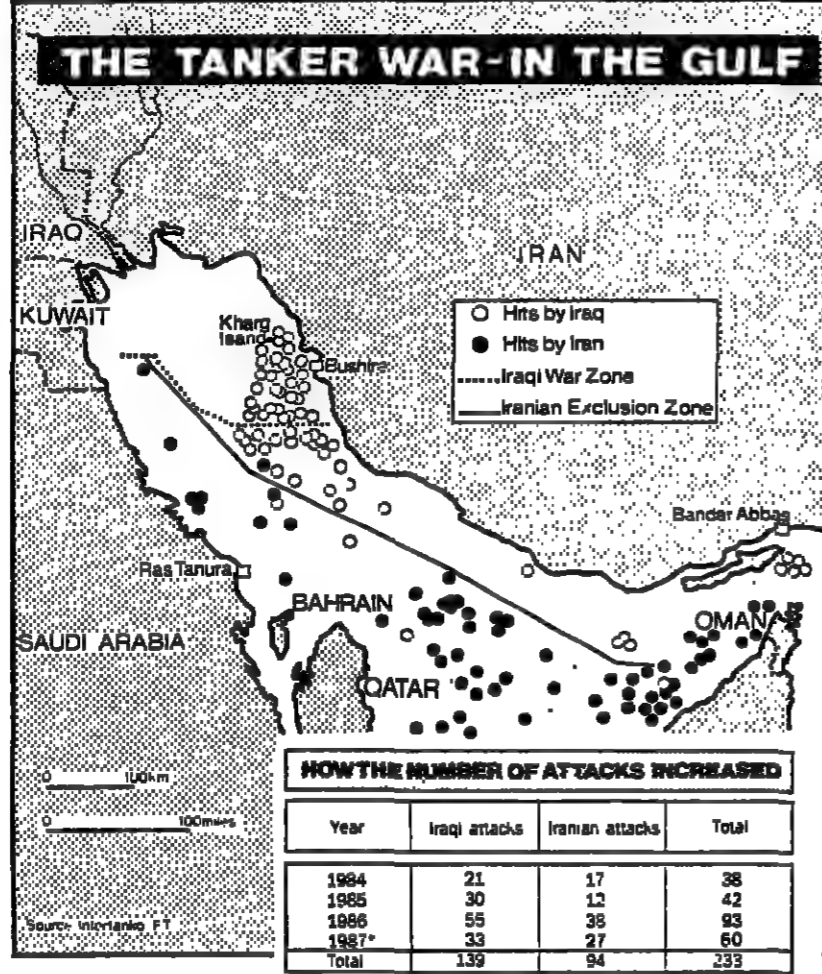 THE TANKER WAR-IN THE GULF
IRAQ
IRAN
KUWAIT
Kharg
Island
Bushire
Hits by Iraq
Hits by Iran
Iraqi War Zone
Iranian Exclusion Zone
Bandar Abbas
Ras Tanura
BAHRAIN
OMAN
SAUDI ARABIA
QATAR
0 100km
0 100miles
Source Intertanko FT
HOW THE NUMBER OF ATTACKS INCREASED
Year Iraqi attacks Iranian attacks Total
1984 21 17 38
1985 30 12 42
1986 55 38 93
1987* 33 27 60
Total 139 94 233